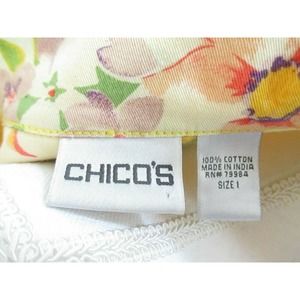 CHICO'S
100% COTTON
MADE IN INDIA
RN# 79984
SIZE 1